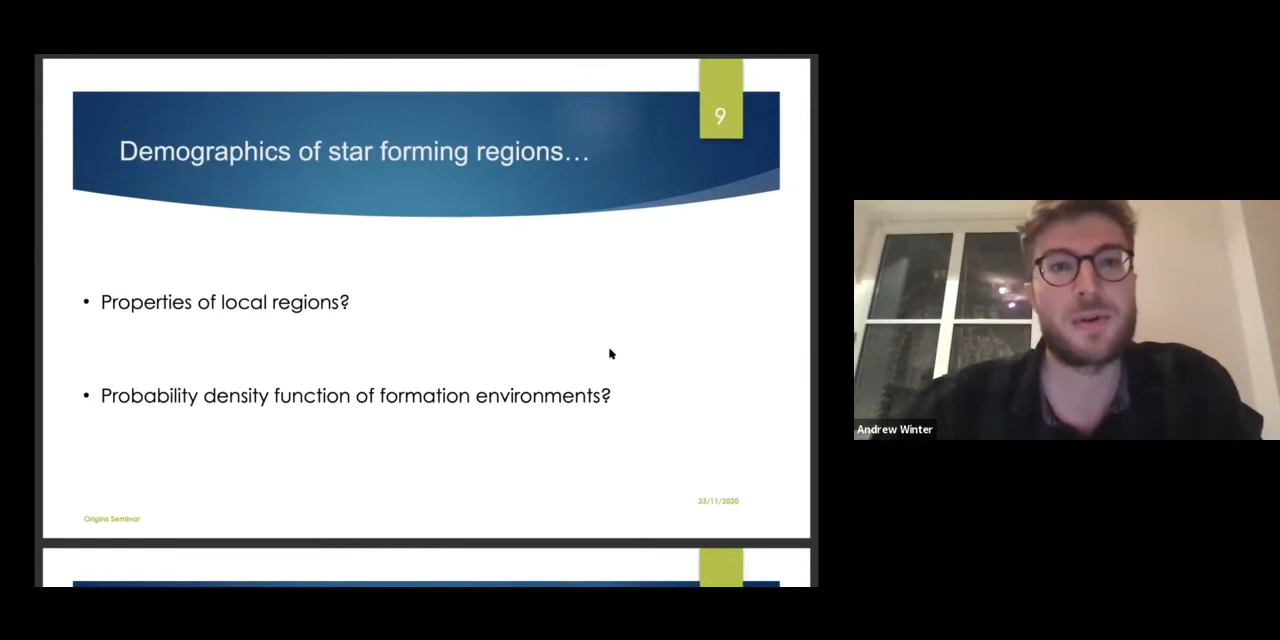 9
Demographics of star forming regions…
• Properties of local regions?
• Probability density function of formation environments?
23/11/2020
Origins Seminar
Andrew Winter